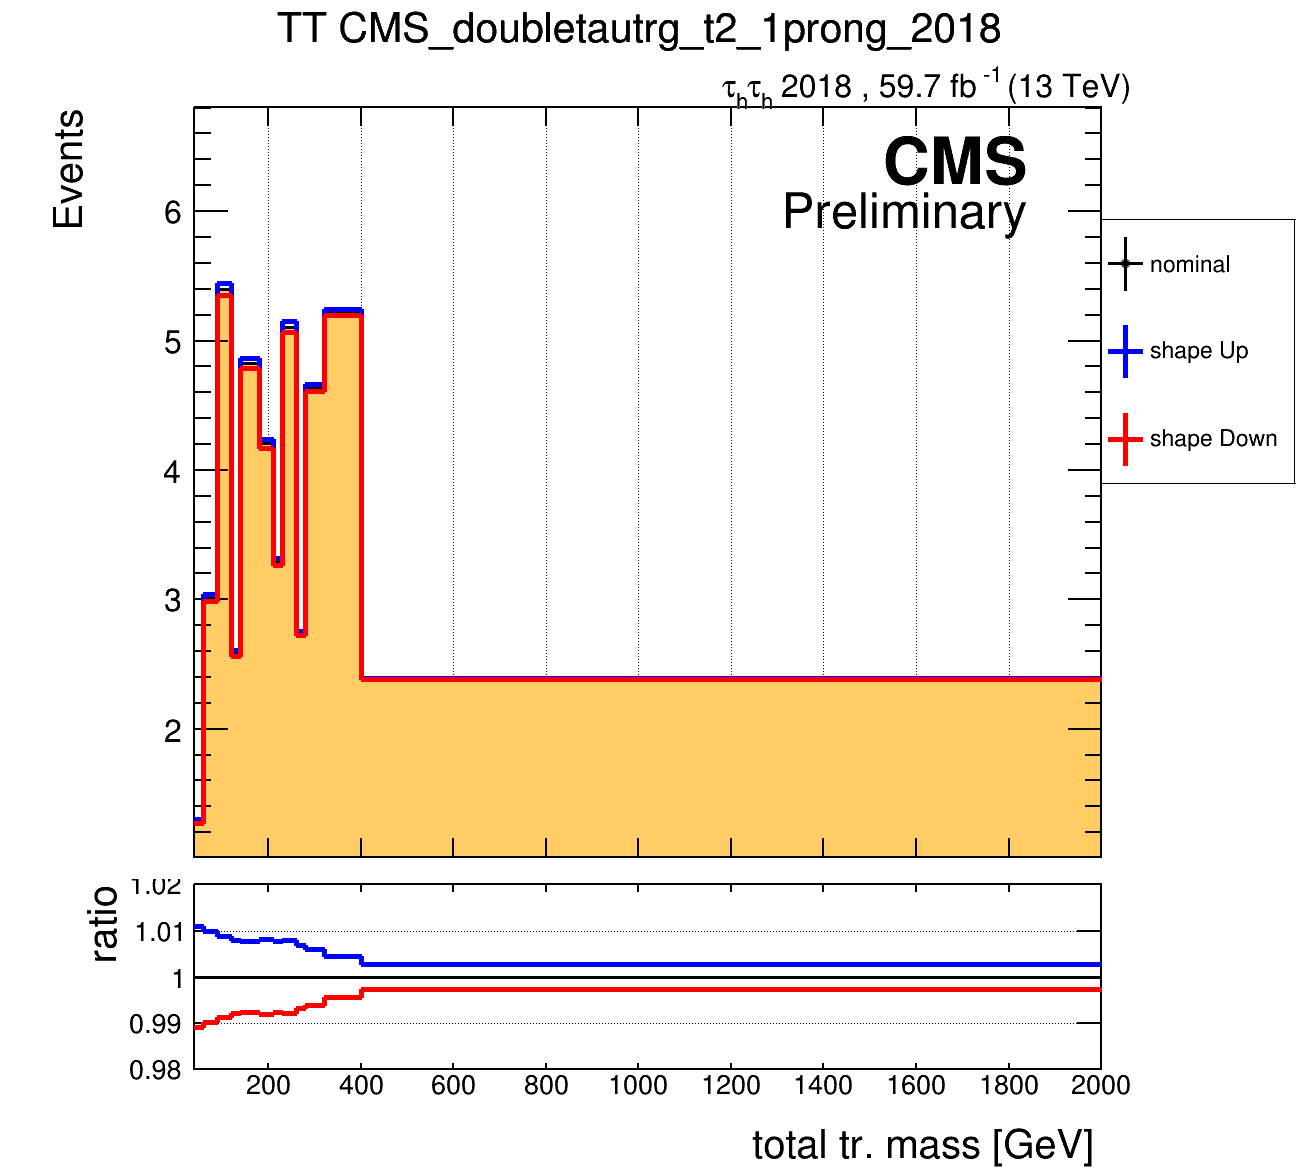 TT CMS_doubletautrg_t2_1prong_2018
τhτh 2018 , 59.7 fb -1 (13 TeV)
Events
CMS
Preliminary
6
5
4
3
2
nominal
shape Up
shape Down
ratio
1.02
1.01
1
0.99
0.98
200 400 600 800 1000 1200 1400 1600 1800 2000
total tr. mass [GeV]